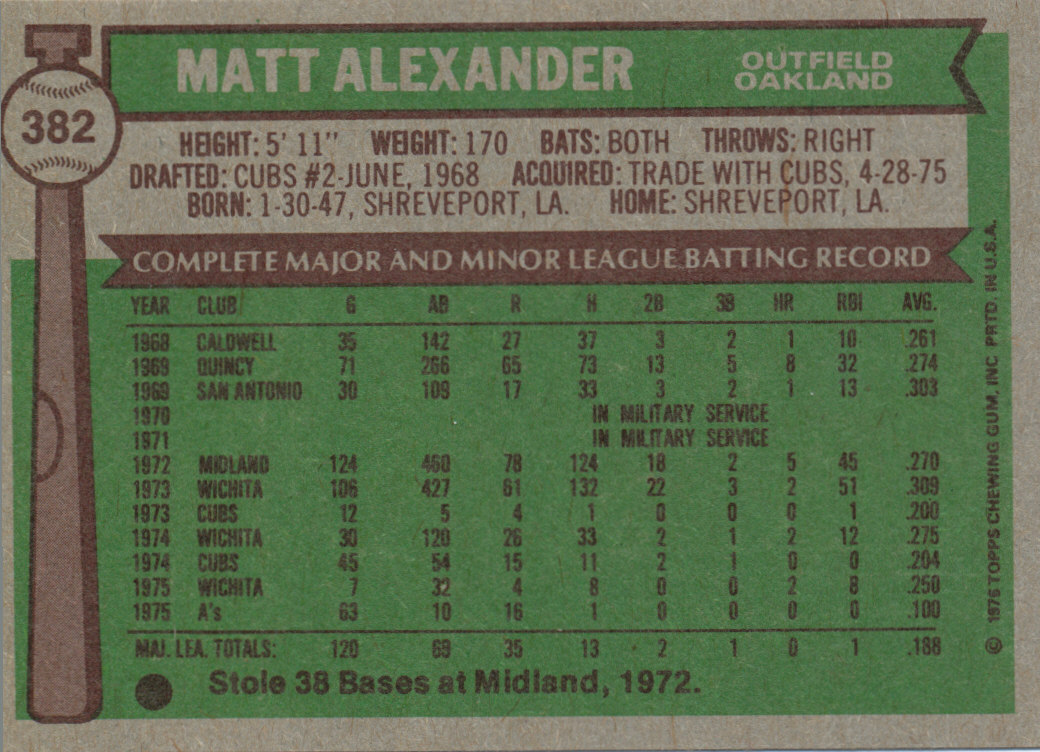 MATT ALEXANDER
OUTFIELD
OAKLAND
382
HEIGHT: 5' 11" WEIGHT: 170 BATS: BOTH THROWS: RIGHT
DRAFTED: CUBS #2-JUNE, 1968 ACQUIRED: TRADE WITH CUBS, 4-28-75
BORN: 1-30-47, SHREVEPORT, LA. HOME: SHREVEPORT, LA.
COMPLETE MAJOR AND MINOR LEAGUE BATTING RECORD
YEAR CLUB G AB R H 2B 3B HR RBI AVG.
1968 CALDWELL 35 142 27 37 3 2 1 10 .261
1969 QUINCY 71 266 65 73 13 5 8 32 .274
1969 SAN ANTONIO 30 109 17 33 3 2 1 13 .303
1970 IN MILITARY SERVICE
1971 IN MILITARY SERVICE
1972 MIDLAND 124 460 78 124 18 2 5 45 .270
1973 WICHITA 106 427 61 132 22 3 2 51 .309
1973 CUBS 12 5 4 1 0 0 0 1 .200
1974 WICHITA 30 120 26 33 2 1 2 12 .275
1974 CUBS 45 54 15 11 2 1 0 0 .204
1975 WICHITA 7 32 4 8 0 0 2 8 .250
1975 A's 63 10 16 1 0 0 0 0 .100
MAJ. LEA. TOTALS: 120 69 35 13 2 1 0 1 .188
Stole 38 Bases at Midland, 1972.
© 1976 TOPPS CHEWING GUM, INC. PRTD. IN U.S.A.